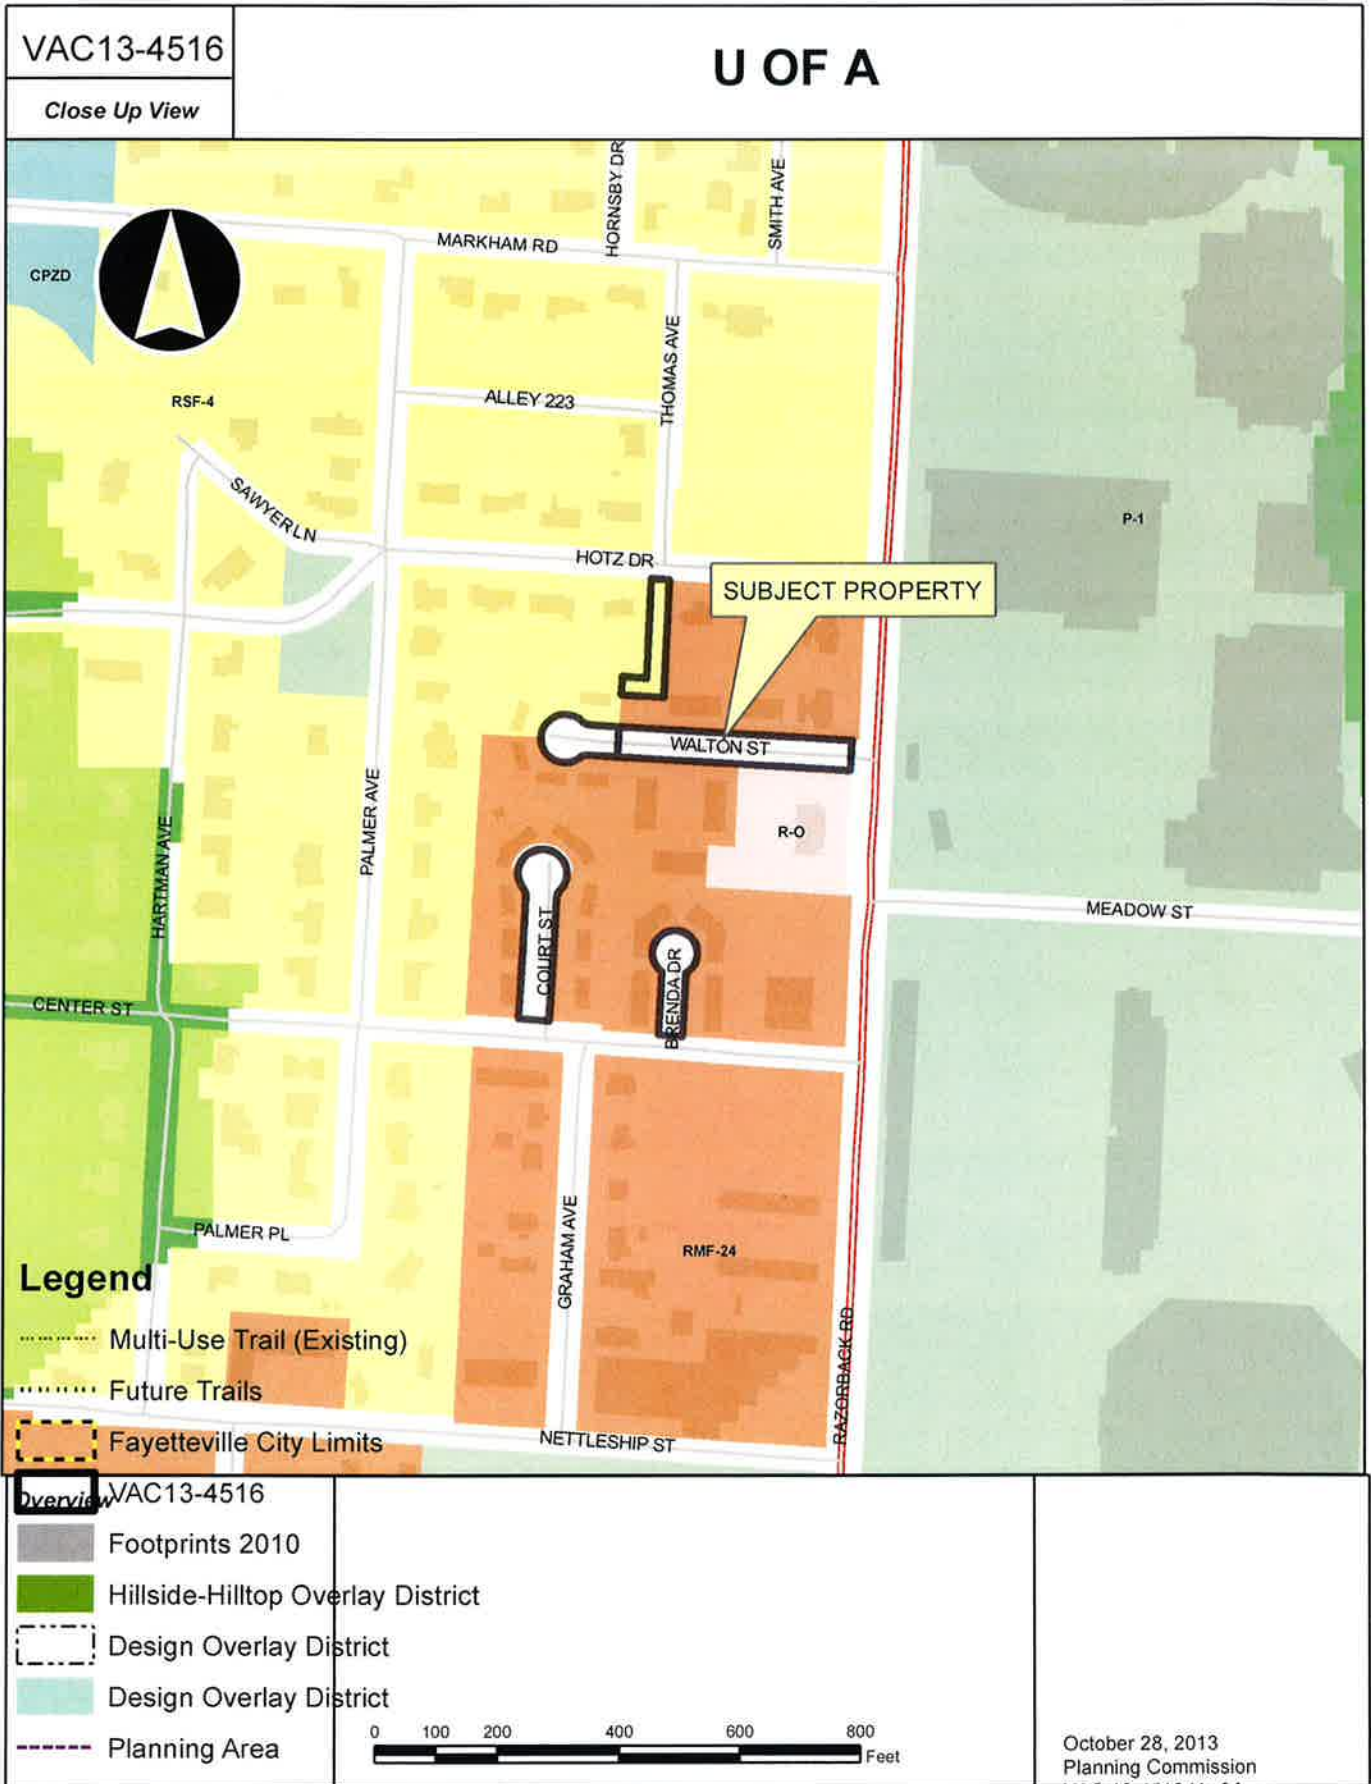 VAC13-4516
Close Up View
U OF A
HORNSBY DR
SMITH AVE
MARKHAM RD
CPZD
THOMAS AVE
RSF-4
ALLEY 223
SAWYER LN
P-1
HOTZ DR
SUBJECT PROPERTY
WALTON ST
PALMER AVE
R-O
HARTMAN AVE
MEADOW ST
COURT ST
BRENDA DR
CENTER ST
PALMER PL
GRAHAM AVE
RMF-24
RAZORBACK RD
NETTLESHIP ST
Legend
Multi-Use Trail (Existing)
Future Trails
Fayetteville City Limits
Overview
VAC13-4516
Footprints 2010
Hillside-Hilltop Overlay District
Design Overlay District
Design Overlay District
Planning Area
0 100 200 400 600 800
Feet
October 28, 2013
Planning Commission